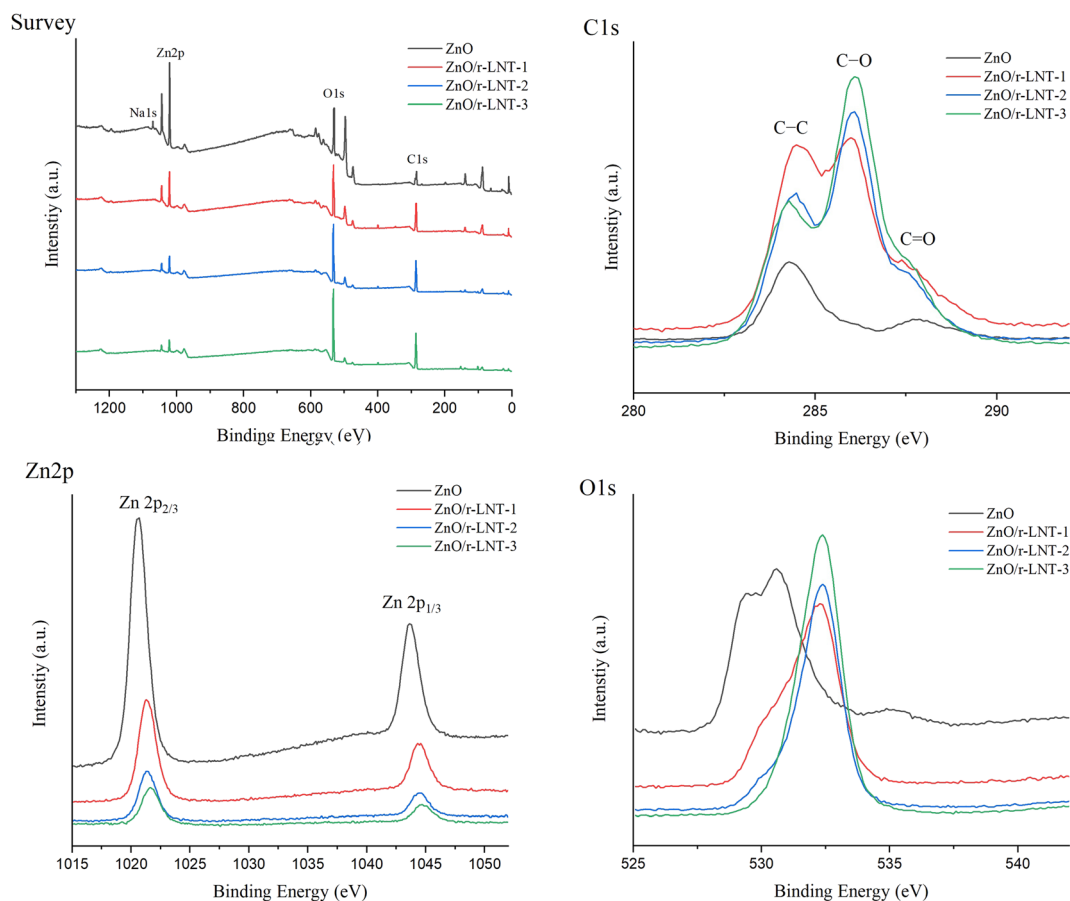 Survey
Zn2p
Na1s
O1s
C1s
ZnO
ZnO/r-LNT-1
ZnO/r-LNT-2
ZnO/r-LNT-3
Intenstiy (a.u.)
1200 1000 800 600 400 200 0
Binding Energy (eV)
C1s
C−O
C−C
C=O
ZnO
ZnO/r-LNT-1
ZnO/r-LNT-2
ZnO/r-LNT-3
Intenstiy (a.u.)
280 285 290
Binding Energy (eV)
Zn2p
Zn 2p2/3
Zn 2p1/3
ZnO
ZnO/r-LNT-1
ZnO/r-LNT-2
ZnO/r-LNT-3
Intenstiy (a.u.)
1015 1020 1025 1030 1035 1040 1045 1050
Binding Energy (eV)
O1s
ZnO
ZnO/r-LNT-1
ZnO/r-LNT-2
ZnO/r-LNT-3
Intenstiy (a.u.)
525 530 535 540
Binding Energy (eV)